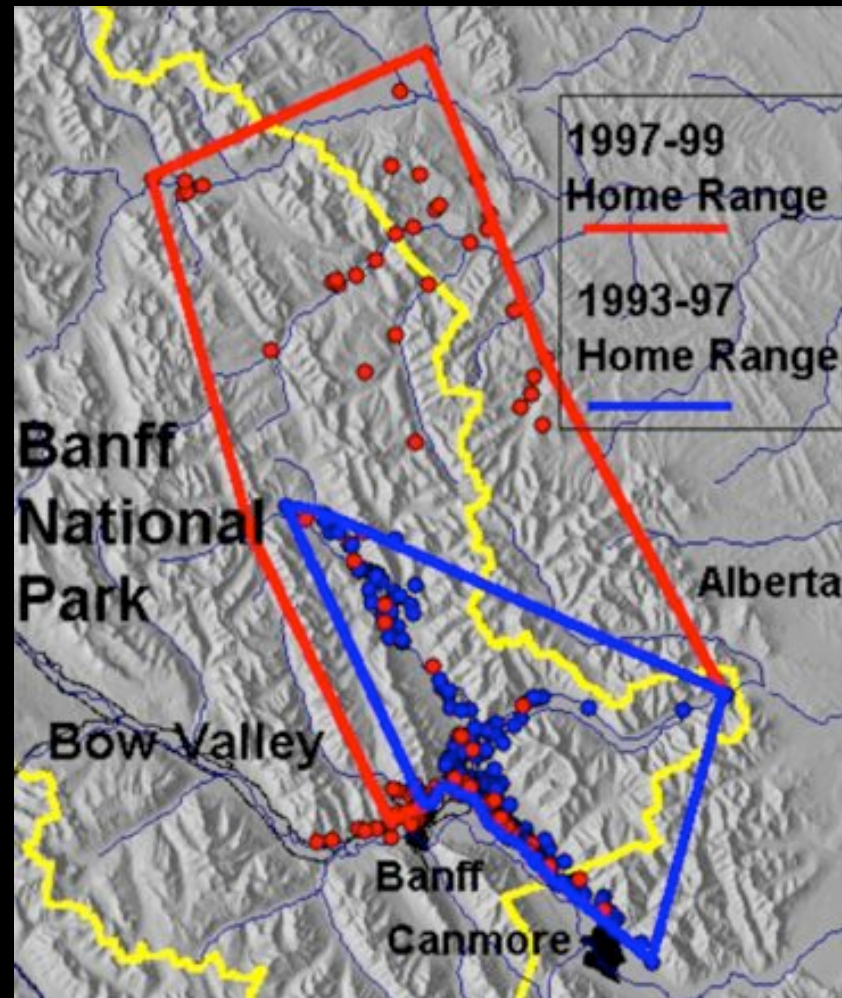 1997-99
Home Range
1993-97
Home Range
Banff
National
Park
Alberta
Bow Valley
Banff
Canmore